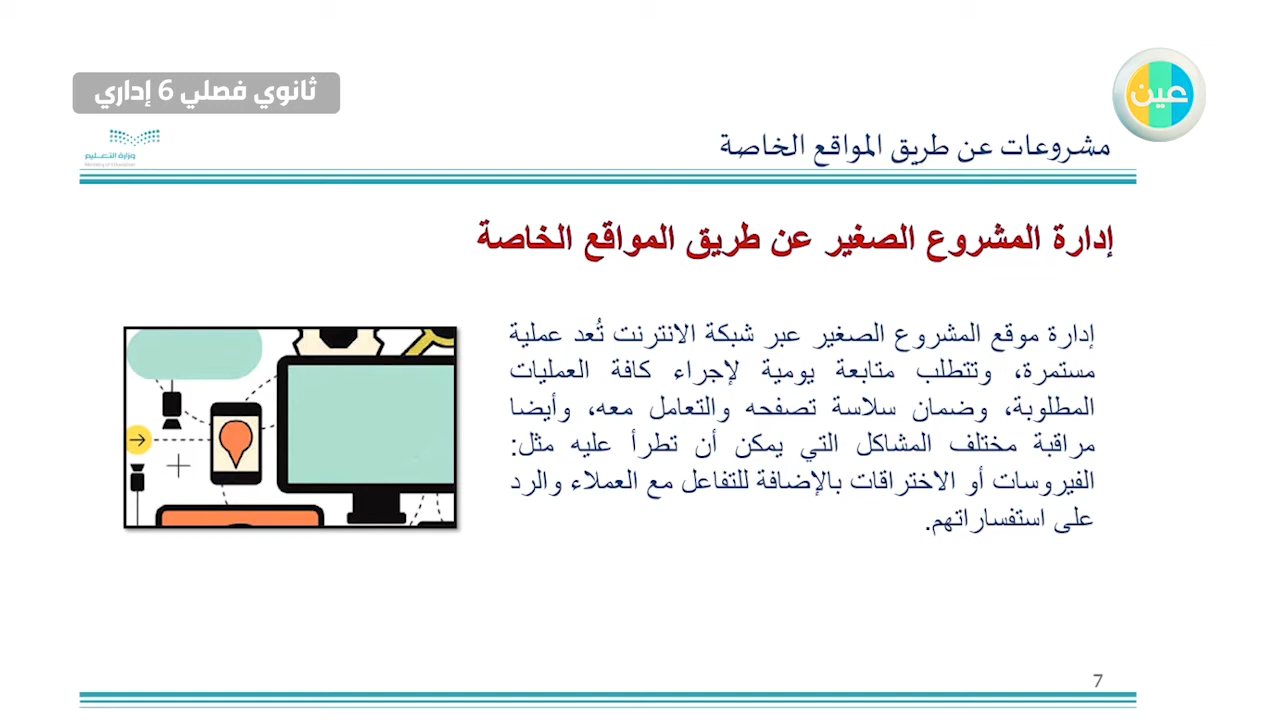 ثانوي فصلي 6 إداري
عين
وزارة التعليم
Ministry of Education
مشروعات عن طريق المواقع الخاصة
إدارة المشروع الصغير عن طريق المواقع الخاصة
إدارة موقع المشروع الصغير عبر شبكة الانترنت تُعد عملية
مستمرة، وتتطلب متابعة يومية لإجراء كافة العمليات
المطلوبة، وضمان سلاسة تصفحه والتعامل معه، وأيضا
مراقبة مختلف المشاكل التي يمكن أن تطرأ عليه مثل:
الفيروسات أو الاختراقات بالإضافة للتفاعل مع العملاء والرد
على استفساراتهم.
7